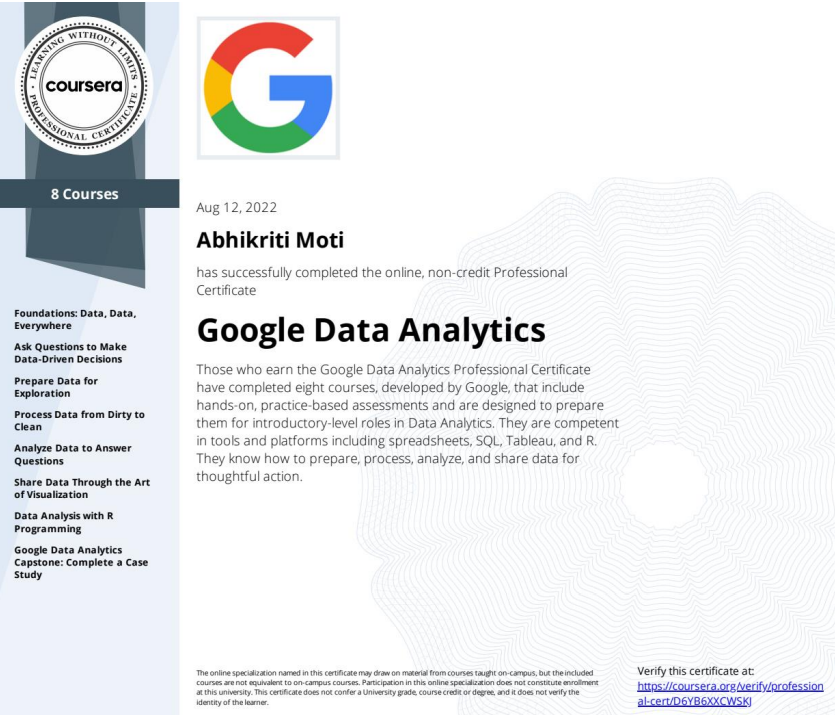 LEARNING WITHOUT LIMITS
coursera
PROFESSIONAL CERTIFICATE
8 Courses
Foundations: Data, Data,
Everywhere
Ask Questions to Make
Data-Driven Decisions
Prepare Data for
Exploration
Process Data from Dirty to
Clean
Analyze Data to Answer
Questions
Share Data Through the Art
of Visualization
Data Analysis with R
Programming
Google Data Analytics
Capstone: Complete a Case
Study
G
Aug 12, 2022
Abhikriti Moti
has successfully completed the online, non-credit Professional
Certificate
Google Data Analytics
Those who earn the Google Data Analytics Professional Certificate
have completed eight courses, developed by Google, that include
hands-on, practice-based assessments and are designed to prepare
them for introductory-level roles in Data Analytics. They are competent
in tools and platforms including spreadsheets, SQL, Tableau, and R.
They know how to prepare, process, analyze, and share data for
thoughtful action.
The online specialization named in this certificate may draw on material from courses taught on-campus, but the included
courses are not equivalent to on-campus courses. Participation in this online specialization does not constitute enrollment
at this university. This certificate does not confer a University grade, course credit or degree, and it does not verify the
identity of the learner.
Verify this certificate at:
https://coursera.org/verify/profession
al-cert/D6YB6XXCWSKJ